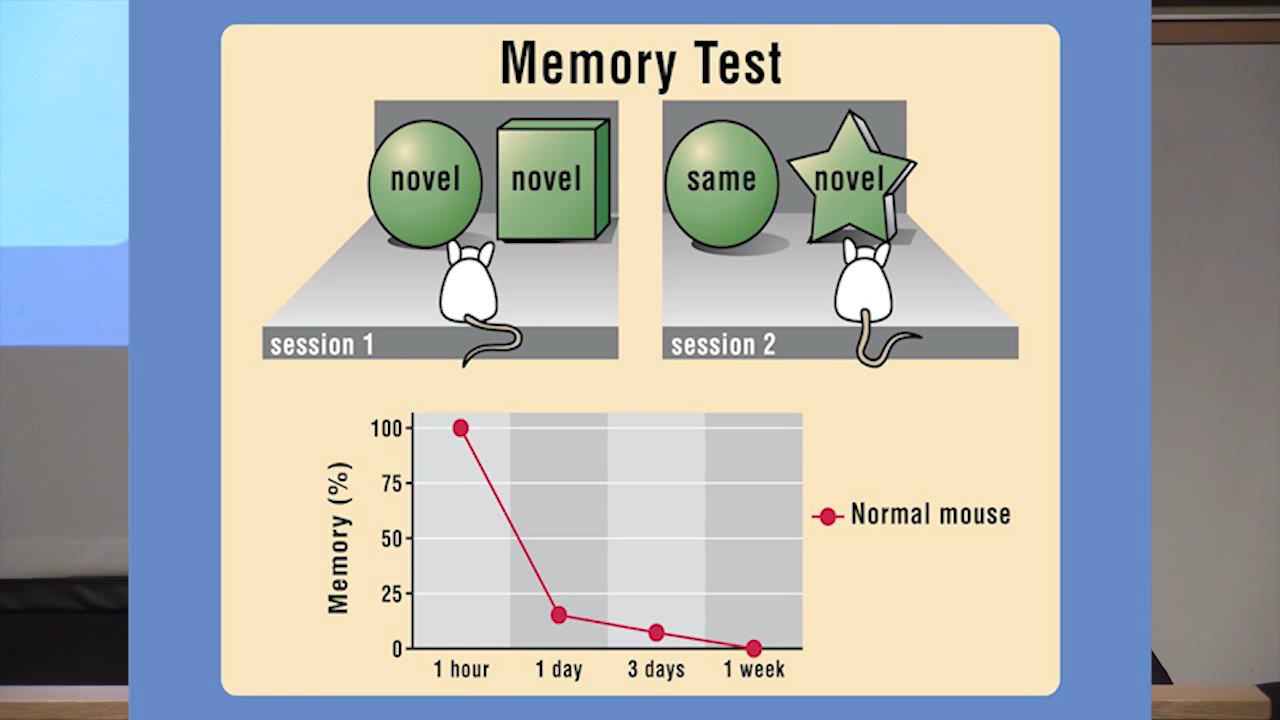 Memory Test
novel
novel
same
novel
session 1
session 2
100
75
50
25
0
Memory (%)
1 hour
1 day
3 days
1 week
Normal mouse